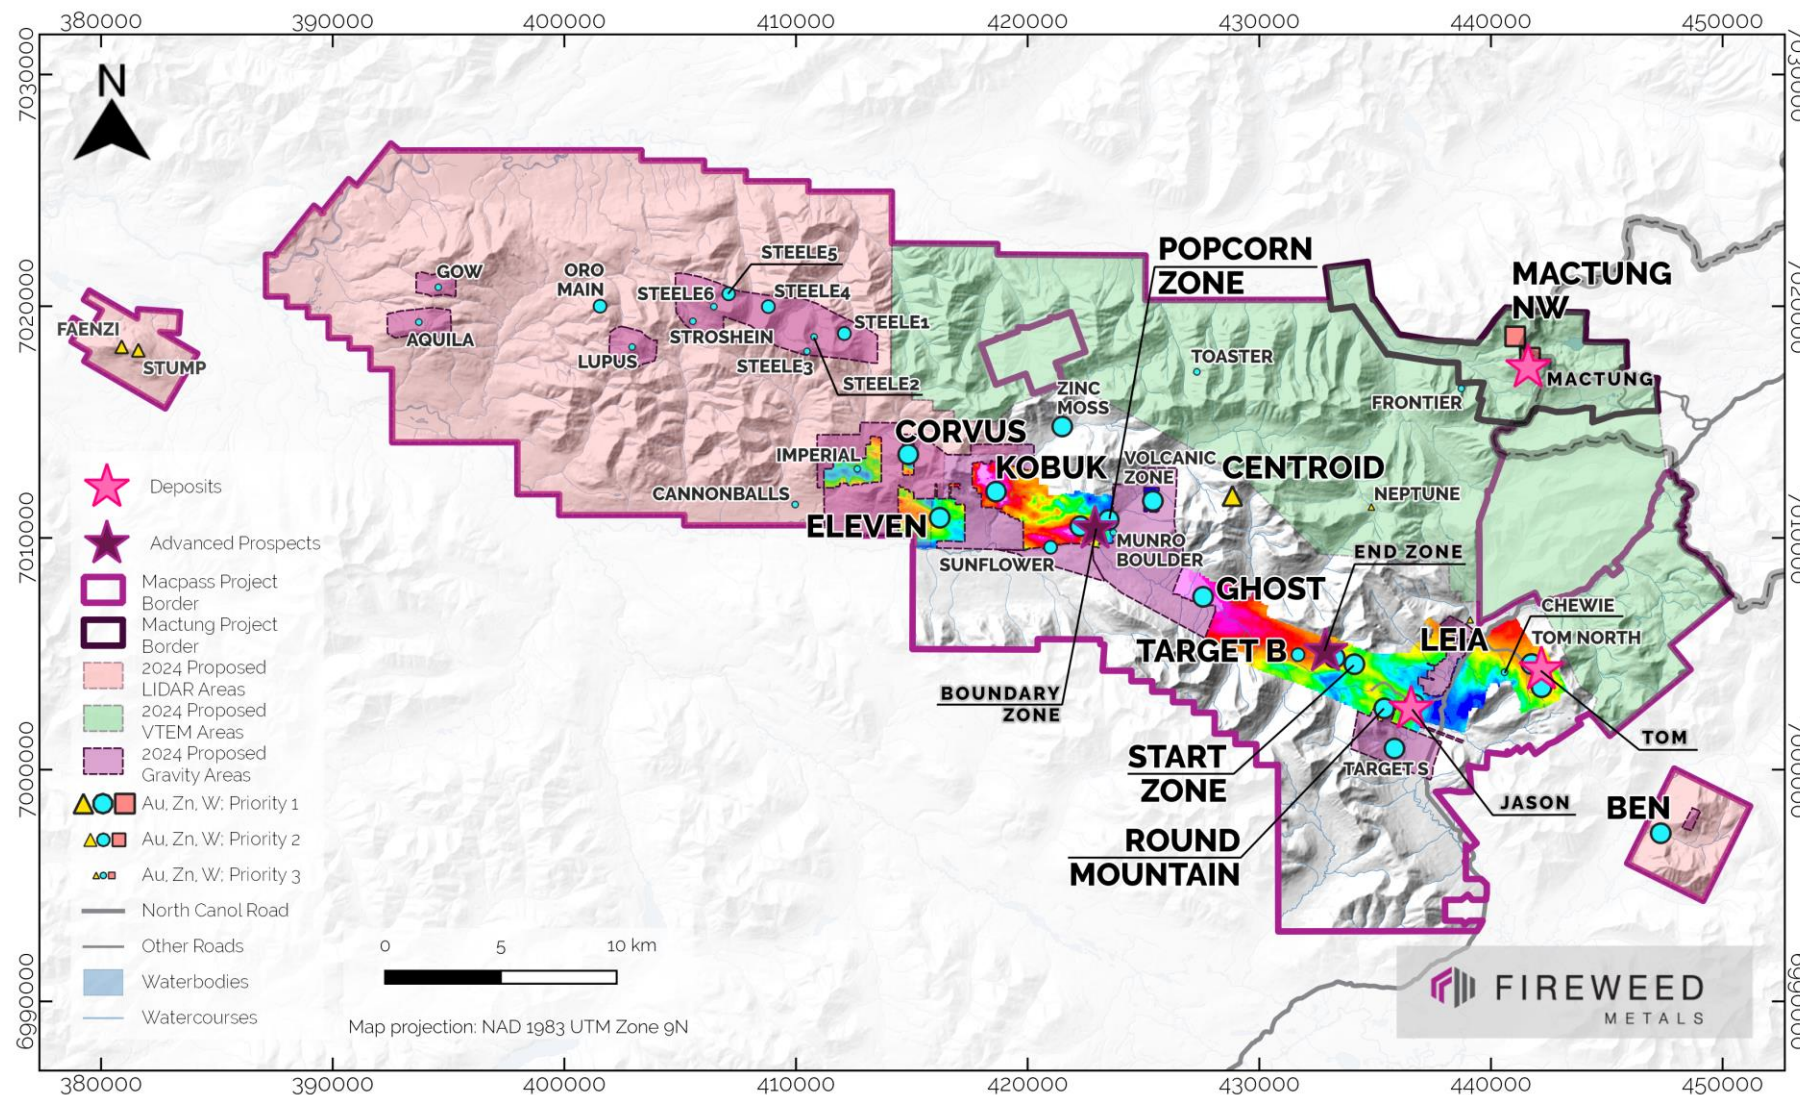 380000
390000
400000
410000
420000
430000
440000
450000
7030000
7030000
N
POPCORN
ZONE
STEELE5
GOW
ORO
MAIN
MACTUNG
NW
STEELE6
STEELE4
7020000
7020000
FAENZI
STUMP
AQUILA
STROSHEIN
STEELE1
LUPUS
STEELE3
STEELE2
TOASTER
ZINC
MOSS
FRONTIER
MACTUNG
CORVUS
IMPERIAL
KOBUK
VOLCANIC
ZONE
CENTROID
CANNONBALLS
NEPTUNE
ELEVEN
7010000
7010000
SUNFLOWER
MUNRO
BOULDER
END ZONE
GHOST
CHEWIE
TARGET B
LEIA
TOM NORTH
BOUNDARY
ZONE
TOM
START
ZONE
TARGET S
7000000
7000000
JASON
BEN
ROUND
MOUNTAIN
Deposits
Advanced Prospects
Macpass Project
Border
Mactung Project
Border
2024 Proposed
LIDAR Areas
2024 Proposed
VTEM Areas
2024 Proposed
Gravity Areas
Au, Zn, W; Priority 1
Au, Zn, W; Priority 2
Au, Zn, W; Priority 3
North Canol Road
Other Roads
Waterbodies
Watercourses
0
5
10 km
Map projection: NAD 1983 UTM Zone 9N
FIREWEED
METALS
6990000
6990000
380000
390000
400000
410000
420000
430000
440000
450000